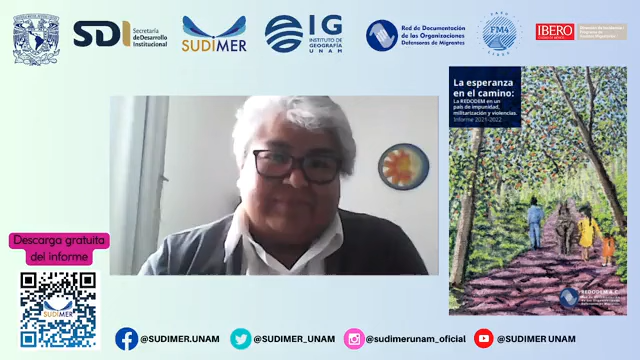 SDI
Secretaría
de Desarrollo
Institucional
SUDIMER
IG
INSTITUTO DE
GEOGRAFÍA
UNAM
Red de Documentación
de las Organizaciones
Defensoras de Migrantes
FM4
IBERO
La esperanza
en el camino:
La REDODEM en un
país de impunidad,
militarización y violencias.
Informe 2021-2022
REDODEM A.C.
Descarga gratuita
del informe
SUDIMER
@SUDIMER.UNAM
@SUDIMER_UNAM
@sudimerunam_oficial
@SUDIMER UNAM